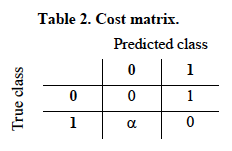 Table 2. Cost matrix.
Predicted class
True class
0 1
0 0 1
1 α 0